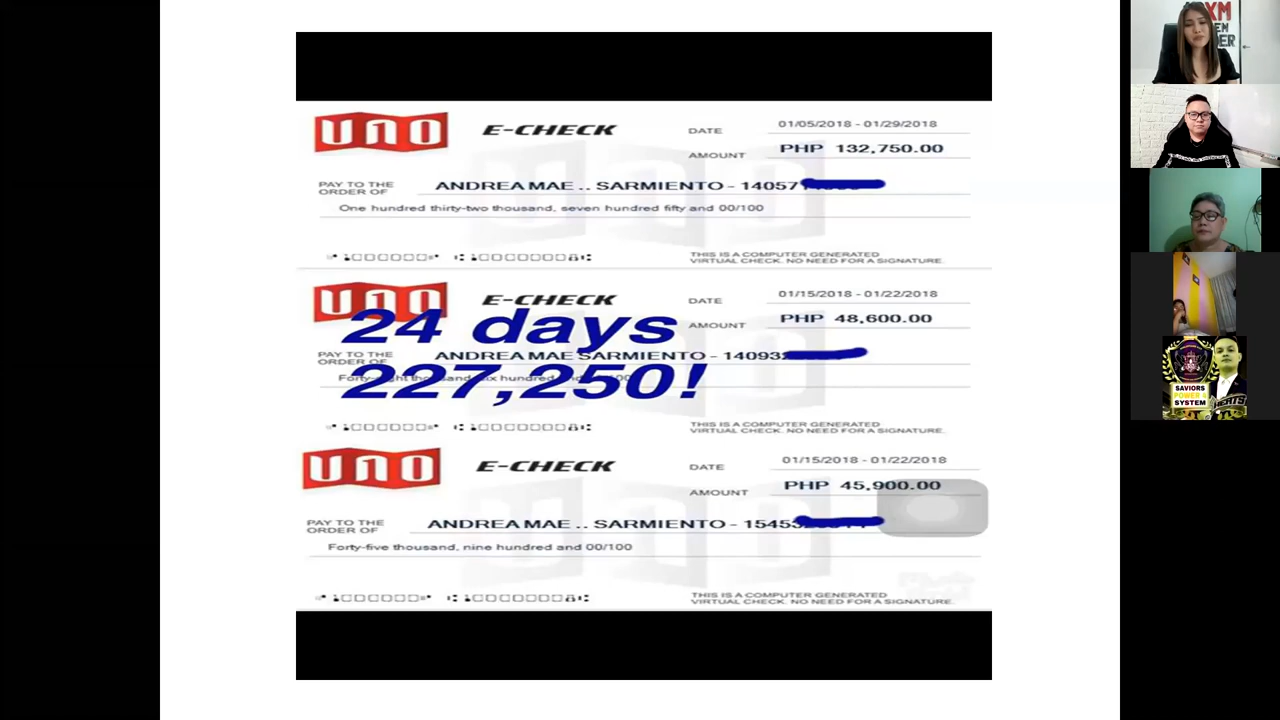 UNO
E-CHECK
DATE
01/05/2018 - 01/29/2018
AMOUNT
PHP 132,750.00
PAY TO THE
ORDER OF
ANDREA MAE .. SARMIENTO - 14057
One hundred thirty-two thousand, seven hundred fifty and 00/100
THIS IS A COMPUTER GENERATED
VIRTUAL CHECK. NO NEED FOR A SIGNATURE.
UNO
E-CHECK
DATE
01/15/2018 - 01/22/2018
AMOUNT
PHP 48,600.00
24 days
PAY TO THE
ORDER OF
ANDREA MAE SARMIENTO - 14093
227,250!
THIS IS A COMPUTER GENERATED
VIRTUAL CHECK. NO NEED FOR A SIGNATURE.
UNO
E-CHECK
DATE
01/15/2018 - 01/22/2018
AMOUNT
PHP 45,900.00
PAY TO THE
ORDER OF
ANDREA MAE .. SARMIENTO - 1545
Forty-five thousand, nine hundred and 00/100
THIS IS A COMPUTER GENERATED
VIRTUAL CHECK. NO NEED FOR A SIGNATURE.
SAVIORS
POWER
SYSTEM